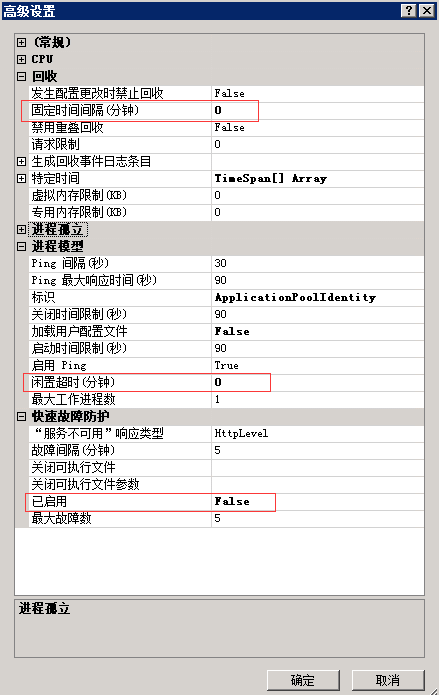 高级设置
(常规)
CPU
回收
发生配置更改时禁止回收 False
固定时间间隔(分钟) 0
禁用重叠回收 False
请求限制 0
生成回收事件日志条目
特定时间 TimeSpan[] Array
虚拟内存限制(KB) 0
专用内存限制(KB) 0
进程孤立
进程模型
Ping 间隔(秒) 30
Ping 最大响应时间(秒) 90
标识 ApplicationPoolIdentity
关闭时间限制(秒) 90
加载用户配置文件 False
启动时间限制(秒) 90
启用 Ping True
闲置超时(分钟) 0
最大工作进程数 1
快速故障防护
“服务不可用”响应类型 HttpLevel
故障间隔(分钟) 5
关闭可执行文件
关闭可执行文件参数
已启用 False
最大故障数 5
进程孤立
确定 取消